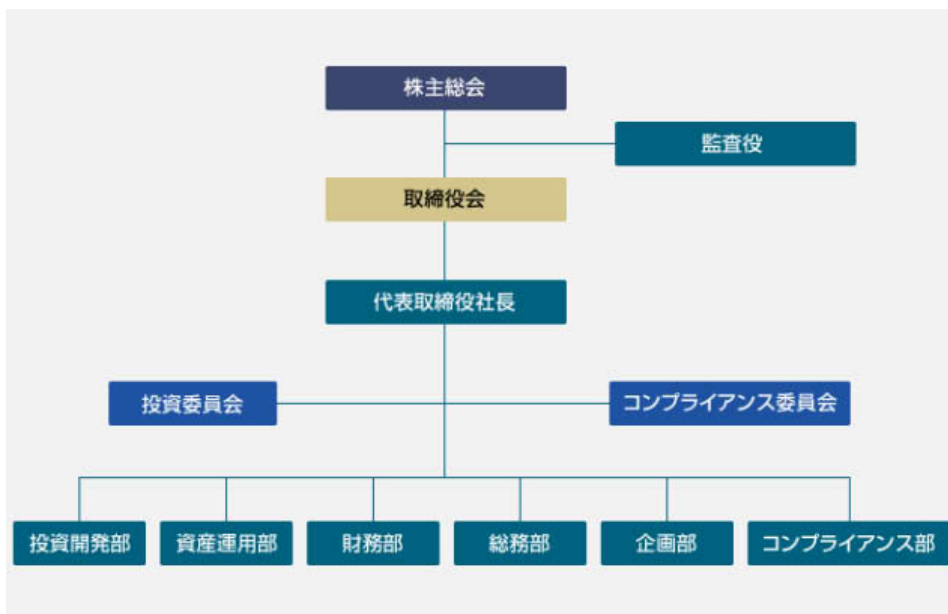 株主総会
監査役
取締役会
代表取締役社長
投資委員会
コンプライアンス委員会
投資開発部
資産運用部
財務部
総務部
企画部
コンプライアンス部